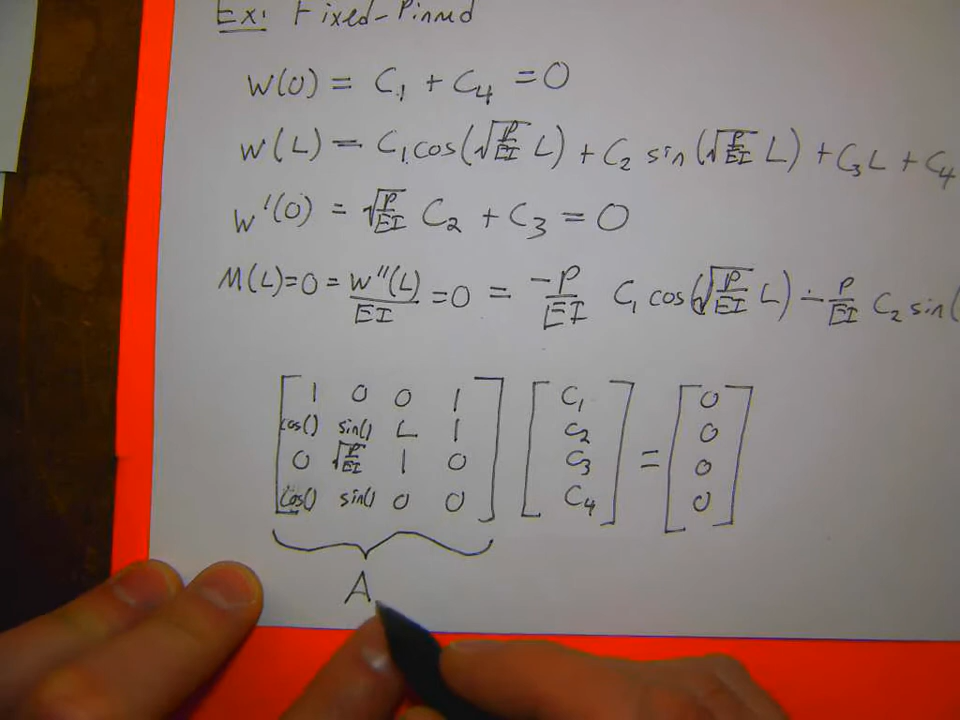 Ex: Fixed-Pinned
W(0) = C₁ + C₄ = 0
W(L) = C₁ cos(√(P/EI) L) + C₂ sin(√(P/EI) L) + C₃L + C₄
W'(0) = √(P/EI) C₂ + C₃ = 0
M(L)=0 = W''(L)/EI = 0 = -P/EI C₁ cos(√(P/EI) L) - P/EI C₂ sin(
[1 0 0 1] [C₁] [0]
[cos() sin() L 1] [C₂] [0]
[0 √(P/EI) 1 0] [C₃] = [0]
[cos() sin() 0 0] [C₄] [0]
A